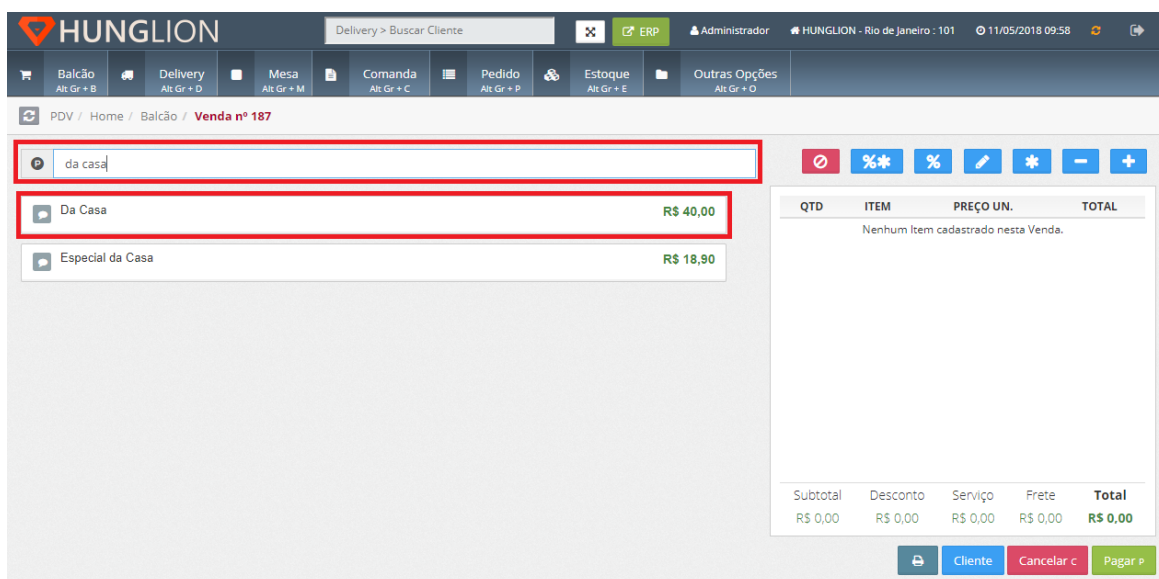 HUNGLION
Delivery > Buscar Cliente
ERP
Administrador
HUNGLION - Rio de Janeiro : 101
11/05/2018 09:58
Balcão
Alt Gr + B
Delivery
Alt Gr + D
Mesa
Alt Gr + M
Comanda
Alt Gr + C
Pedido
Alt Gr + P
Estoque
Alt Gr + E
Outras Opções
Alt Gr + O
PDV / Home / Balcão / Venda nº 187
P da casa
%✱ % ✱ − +
Da Casa R$ 40,00
Especial da Casa R$ 18,90
QTD ITEM PREÇO UN. TOTAL
Nenhum Item cadastrado nesta Venda.
Subtotal Desconto Serviço Frete Total
R$ 0,00 R$ 0,00 R$ 0,00 R$ 0,00 R$ 0,00
Cliente Cancelar C Pagar P